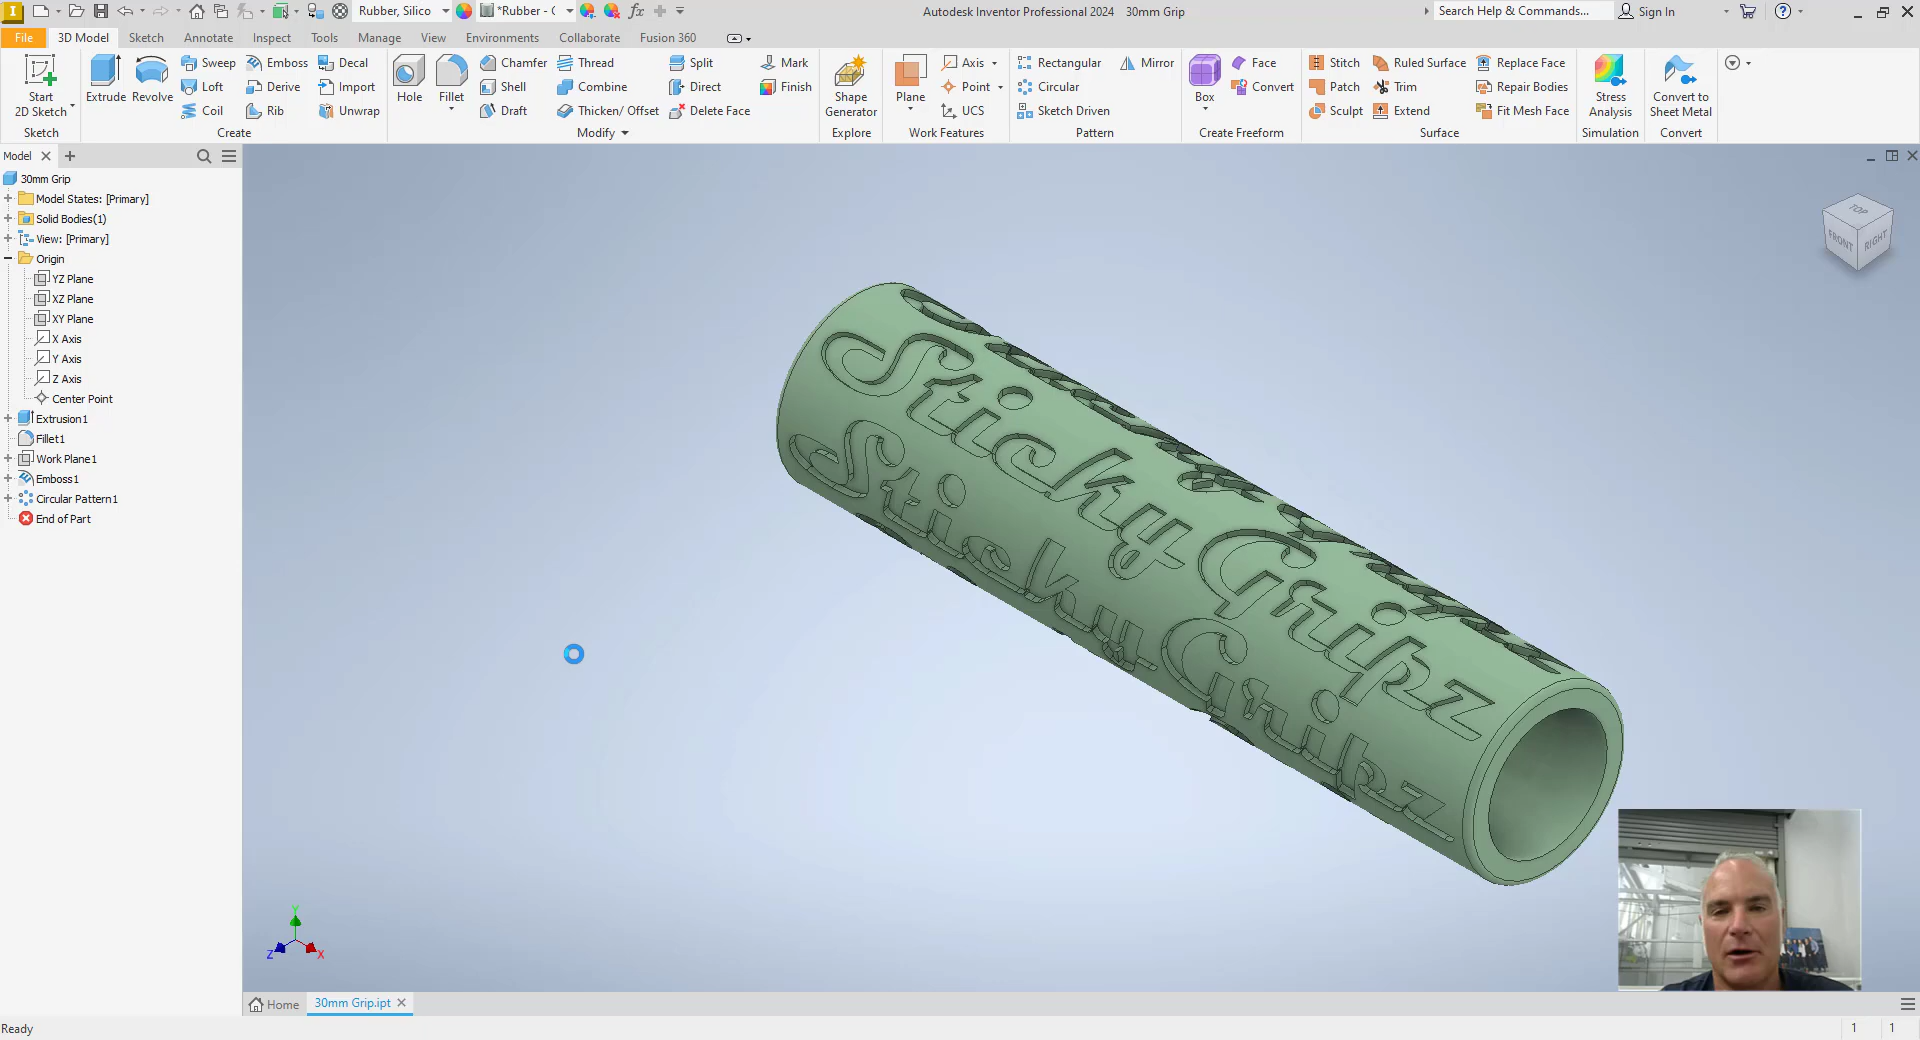 Rubber, Silico
*Rubber - C
fx
Autodesk Inventor Professional 2024 30mm Grip
Search Help & Commands...
Sign In
File 3D Model Sketch Annotate Inspect Tools Manage View Environments Collaborate Fusion 360
Start
2D Sketch
Sketch
Extrude
Revolve
Sweep
Loft
Coil
Emboss
Derive
Rib
Decal
Import
Unwrap
Create
Hole
Fillet
Chamfer
Shell
Draft
Thread
Combine
Thicken/ Offset
Split
Direct
Delete Face
Mark
Finish
Modify
Shape
Generator
Explore
Plane
Axis
Point
UCS
Work Features
Rectangular
Circular
Sketch Driven
Mirror
Pattern
Box
Face
Convert
Create Freeform
Stitch
Patch
Sculpt
Ruled Surface
Trim
Extend
Replace Face
Repair Bodies
Fit Mesh Face
Surface
Stress
Analysis
Simulation
Convert to
Sheet Metal
Convert
Model
30mm Grip
Model States: [Primary]
Solid Bodies(1)
View: [Primary]
Origin
YZ Plane
XZ Plane
XY Plane
X Axis
Y Axis
Z Axis
Center Point
Extrusion1
Fillet1
Work Plane1
Emboss1
Circular Pattern1
End of Part
TOP
FRONT
RIGHT
Sticky Gripz
Sticky Gripz
Y
Z
X
Home
30mm Grip.ipt
Ready
1 1